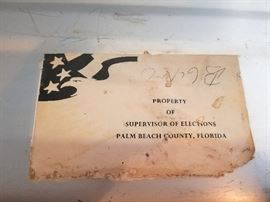 PROPERTY
OF
SUPERVISOR OF ELECTIONS
PALM BEACH COUNTY, FLORIDA